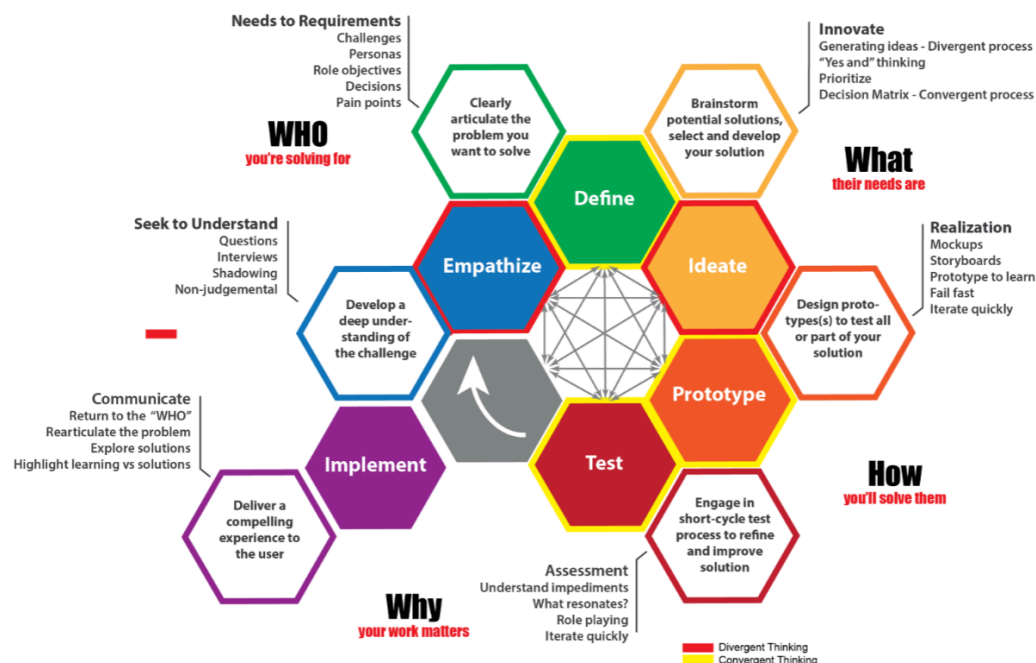 Needs to Requirements
Challenges
Personas
Role objectives
Decisions
Pain points
WHO
you're solving for
Clearly
articulate the
problem you
want to solve
Define
Brainstorm
potential solutions,
select and develop
your solution
Innovate
Generating ideas - Divergent process
"Yes and" thinking
Prioritize
Decision Matrix - Convergent process
What
their needs are
Seek to Understand
Questions
Interviews
Shadowing
Non-judgemental
Empathize
Develop a
deep under-
standing of
the challenge
Ideate
Realization
Mockups
Storyboards
Prototype to learn
Fail fast
Iterate quickly
Design proto-
types(s) to test all
or part of your
solution
Prototype
How
you'll solve them
Test
Engage in
short-cycle test
process to refine
and improve
solution
Assessment
Understand impediments
What resonates?
Role playing
Iterate quickly
Communicate
Return to the "WHO"
Rearticulate the problem
Explore solutions
Highlight learning vs solutions
Implement
Deliver a
compelling
experience to
the user
Why
your work matters
Divergent Thinking
Convergent Thinking